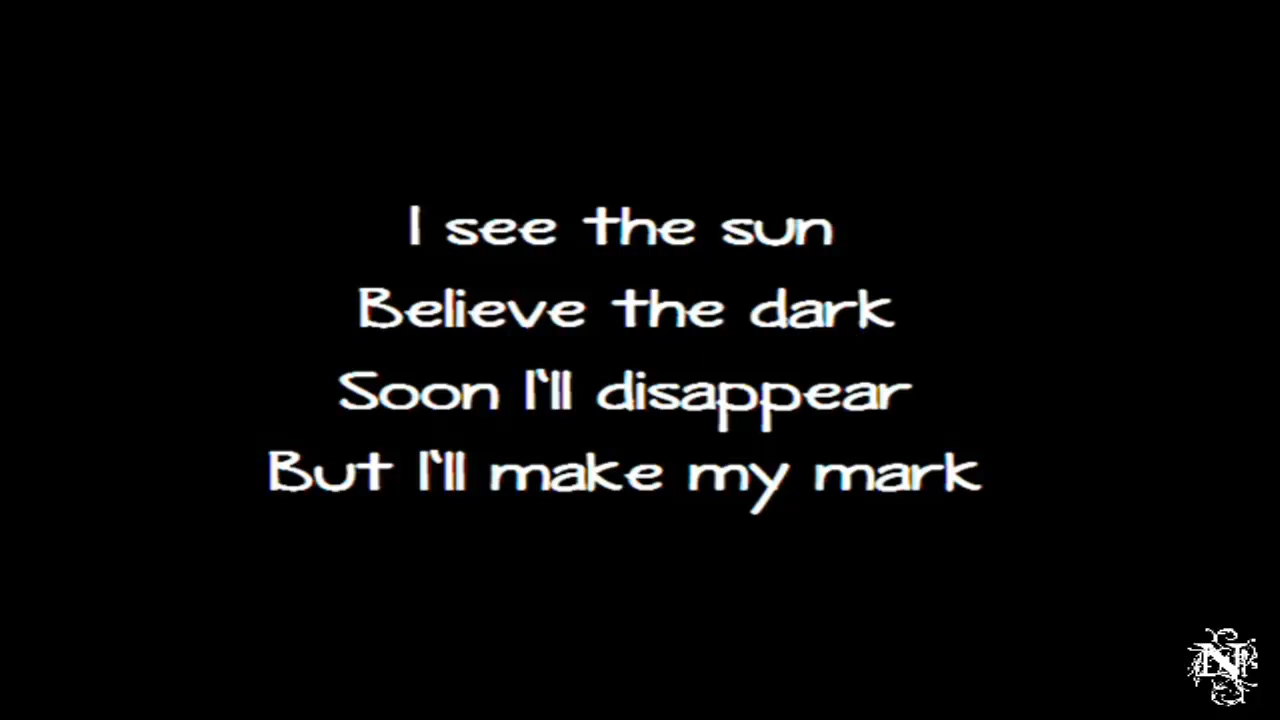 I see the sun
Believe the dark
Soon I'll disappear
But I'll make my mark
N